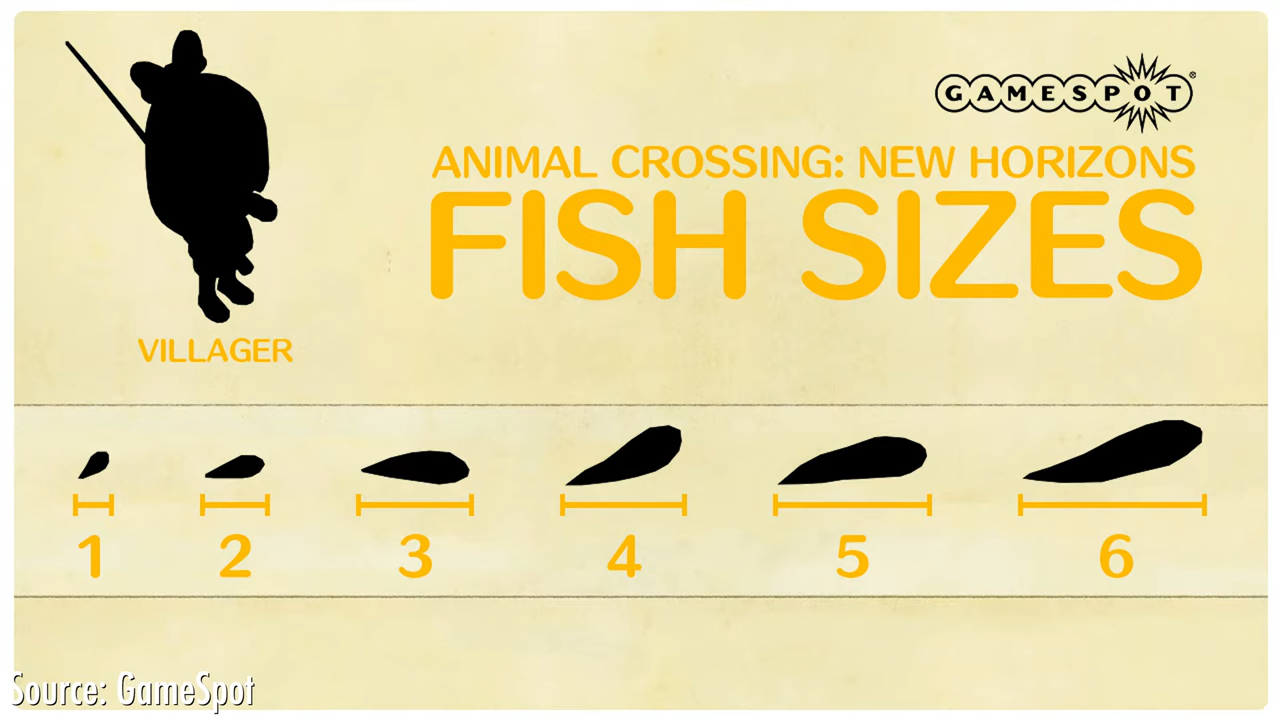 GAMESPOT®
ANIMAL CROSSING: NEW HORIZONS
FISH SIZES
VILLAGER
1 2 3 4 5 6
Source: GameSpot